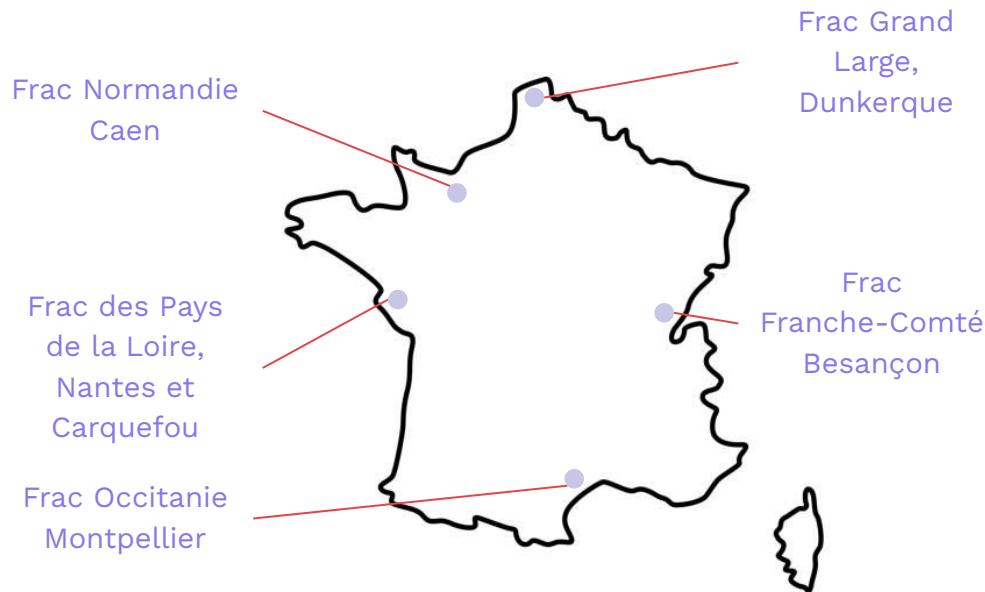 Frac Grand
Large,
Dunkerque
Frac Normandie
Caen
Frac
Franche-Comté
Besançon
Frac des Pays
de la Loire,
Nantes et
Carquefou
Frac Occitanie
Montpellier